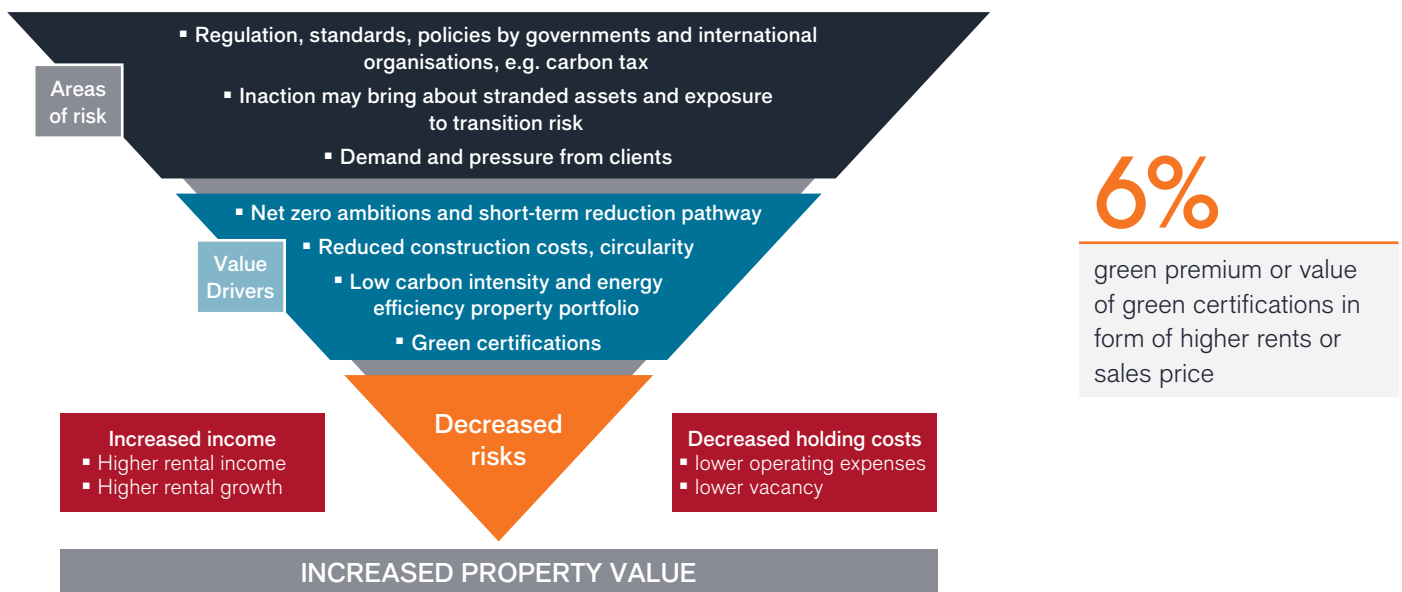 ▪ Regulation, standards, policies by governments and international
organisations, e.g. carbon tax
Areas
of risk
▪ Inaction may bring about stranded assets and exposure
to transition risk
▪ Demand and pressure from clients
▪ Net zero ambitions and short-term reduction pathway
▪ Reduced construction costs, circularity
Value
Drivers
▪ Low carbon intensity and energy
efficiency property portfolio
▪ Green certifications
Decreased
risks
Increased income
▪ Higher rental income
▪ Higher rental growth
Decreased holding costs
▪ lower operating expenses
▪ lower vacancy
INCREASED PROPERTY VALUE
6%
green premium or value
of green certifications in
form of higher rents or
sales price